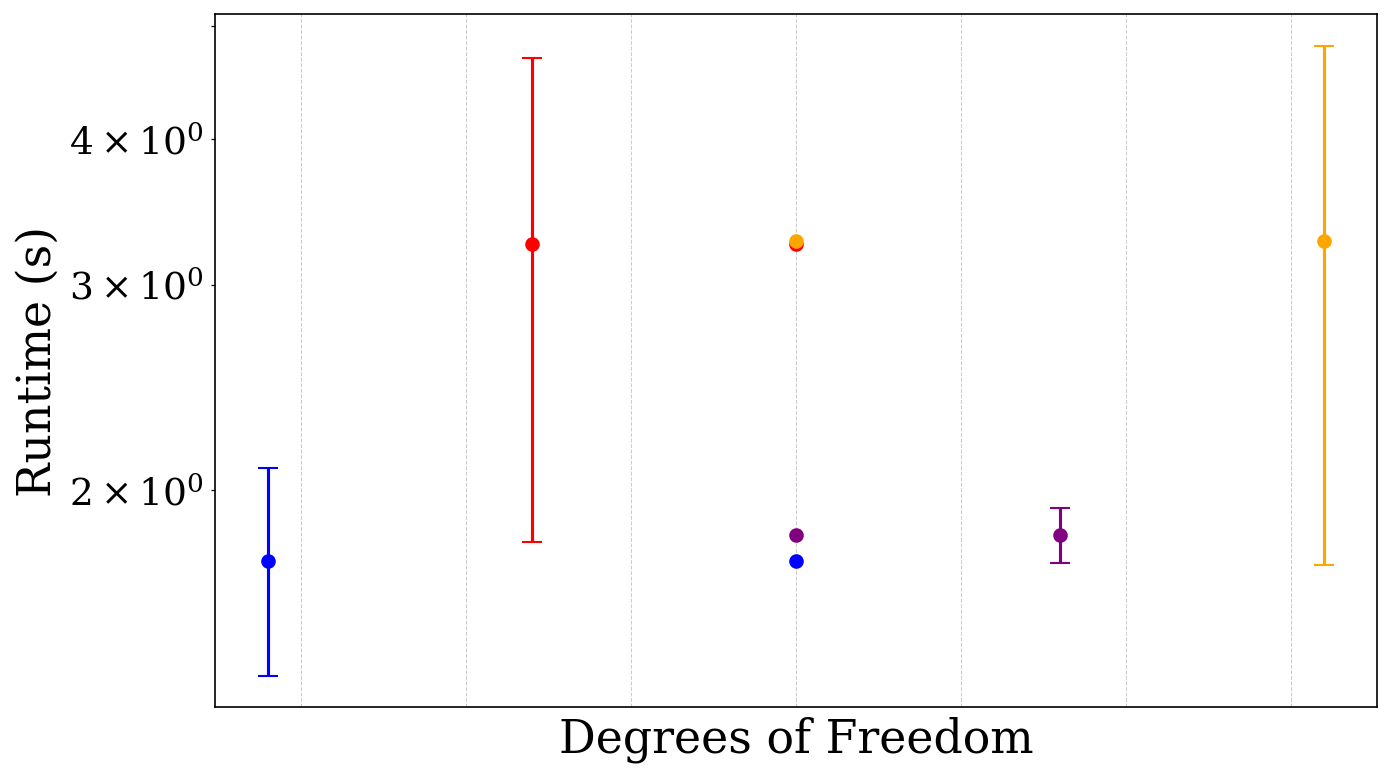 Runtime (s)
4 × 10⁰
3 × 10⁰
2 × 10⁰
Degrees of Freedom